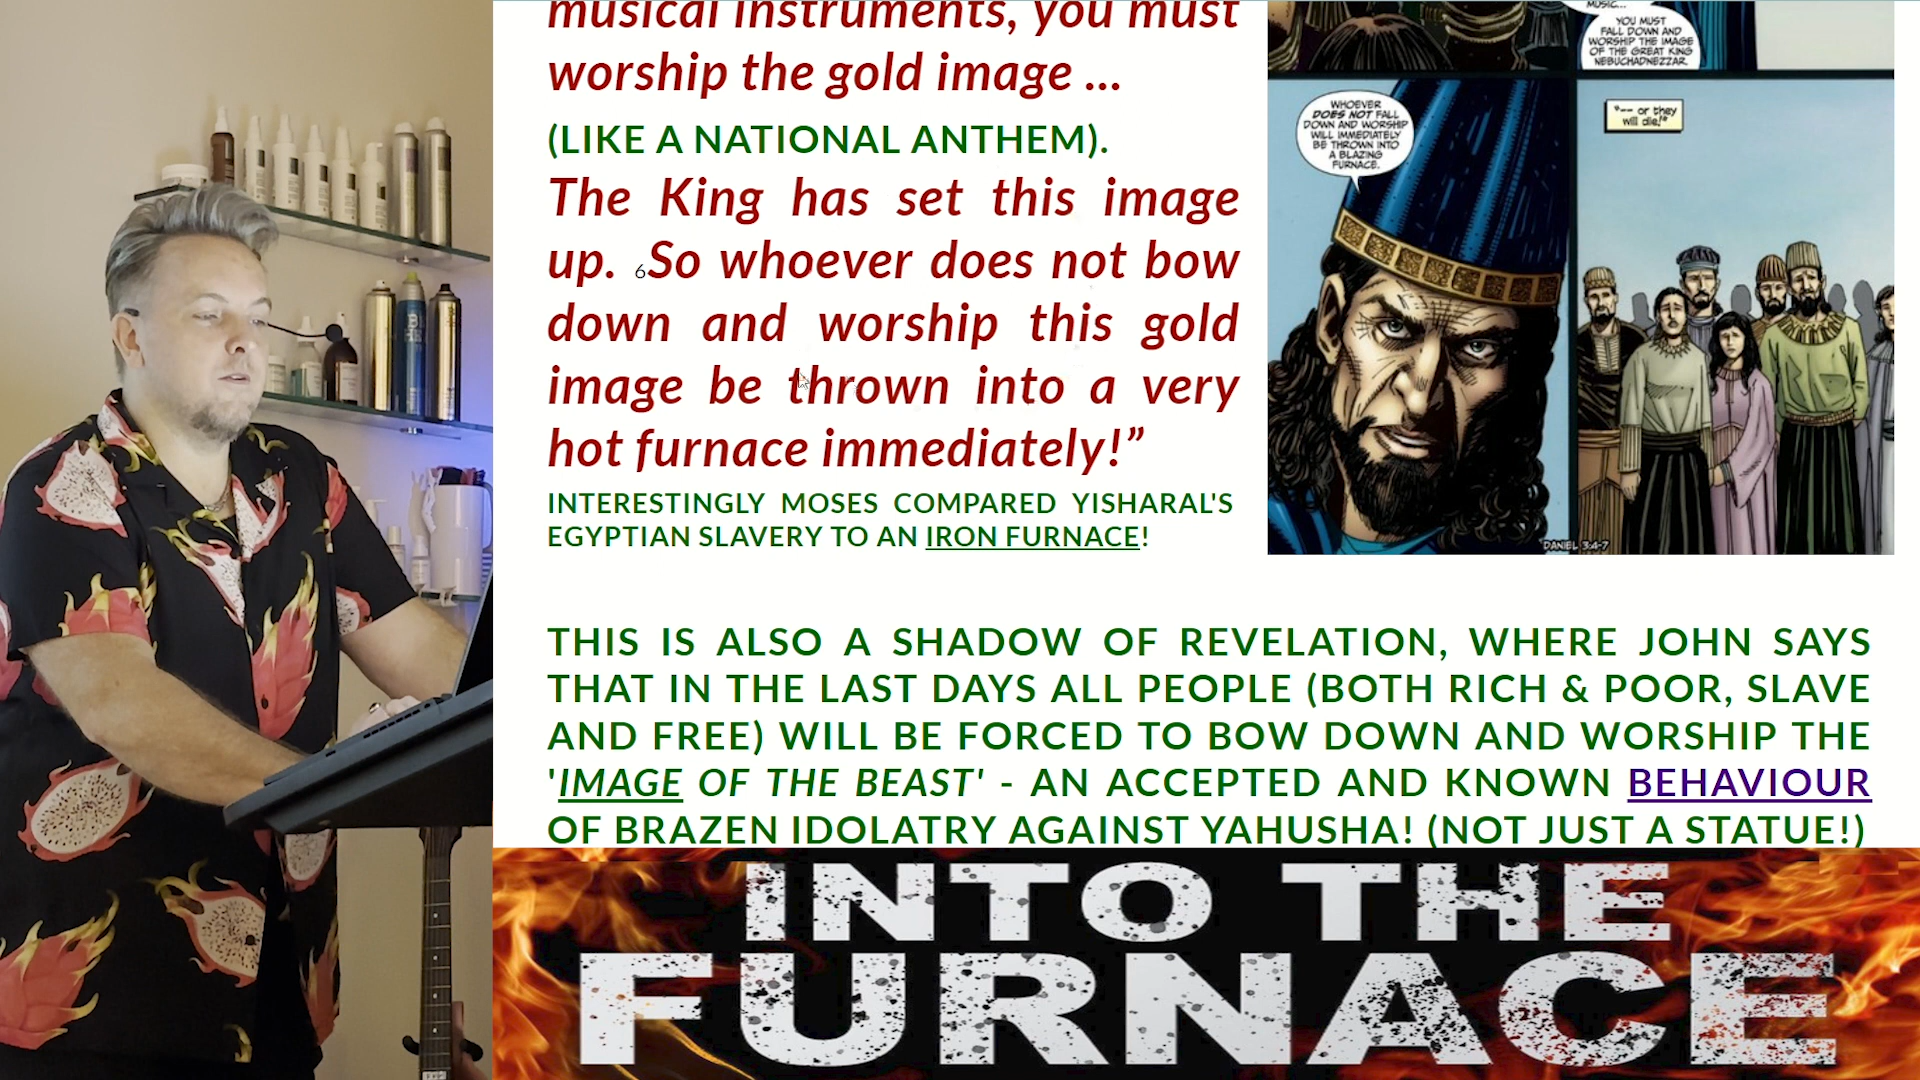 musical instruments, you must
worship the gold image ...
(LIKE A NATIONAL ANTHEM).
The King has set this image
up. 6So whoever does not bow
down and worship this gold
image be thrown into a very
hot furnace immediately!”
INTERESTINGLY MOSES COMPARED YISHARAL'S
EGYPTIAN SLAVERY TO AN IRON FURNACE!
MUSIC...
YOU MUST
FALL DOWN AND
WORSHIP THE IMAGE
OF THE GREAT KING
NEBUCHADNEZZAR.
WHOEVER
DOES NOT FALL
DOWN AND WORSHIP
WILL IMMEDIATELY
BE THROWN INTO
A BLAZING
FURNACE.
"-- or they
will die!"
DANIEL 3:4-7
THIS IS ALSO A SHADOW OF REVELATION, WHERE JOHN SAYS
THAT IN THE LAST DAYS ALL PEOPLE (BOTH RICH & POOR, SLAVE
AND FREE) WILL BE FORCED TO BOW DOWN AND WORSHIP THE
'IMAGE OF THE BEAST' - AN ACCEPTED AND KNOWN BEHAVIOUR
OF BRAZEN IDOLATRY AGAINST YAHUSHA! (NOT JUST A STATUE!)
INTO THE
FURNACE